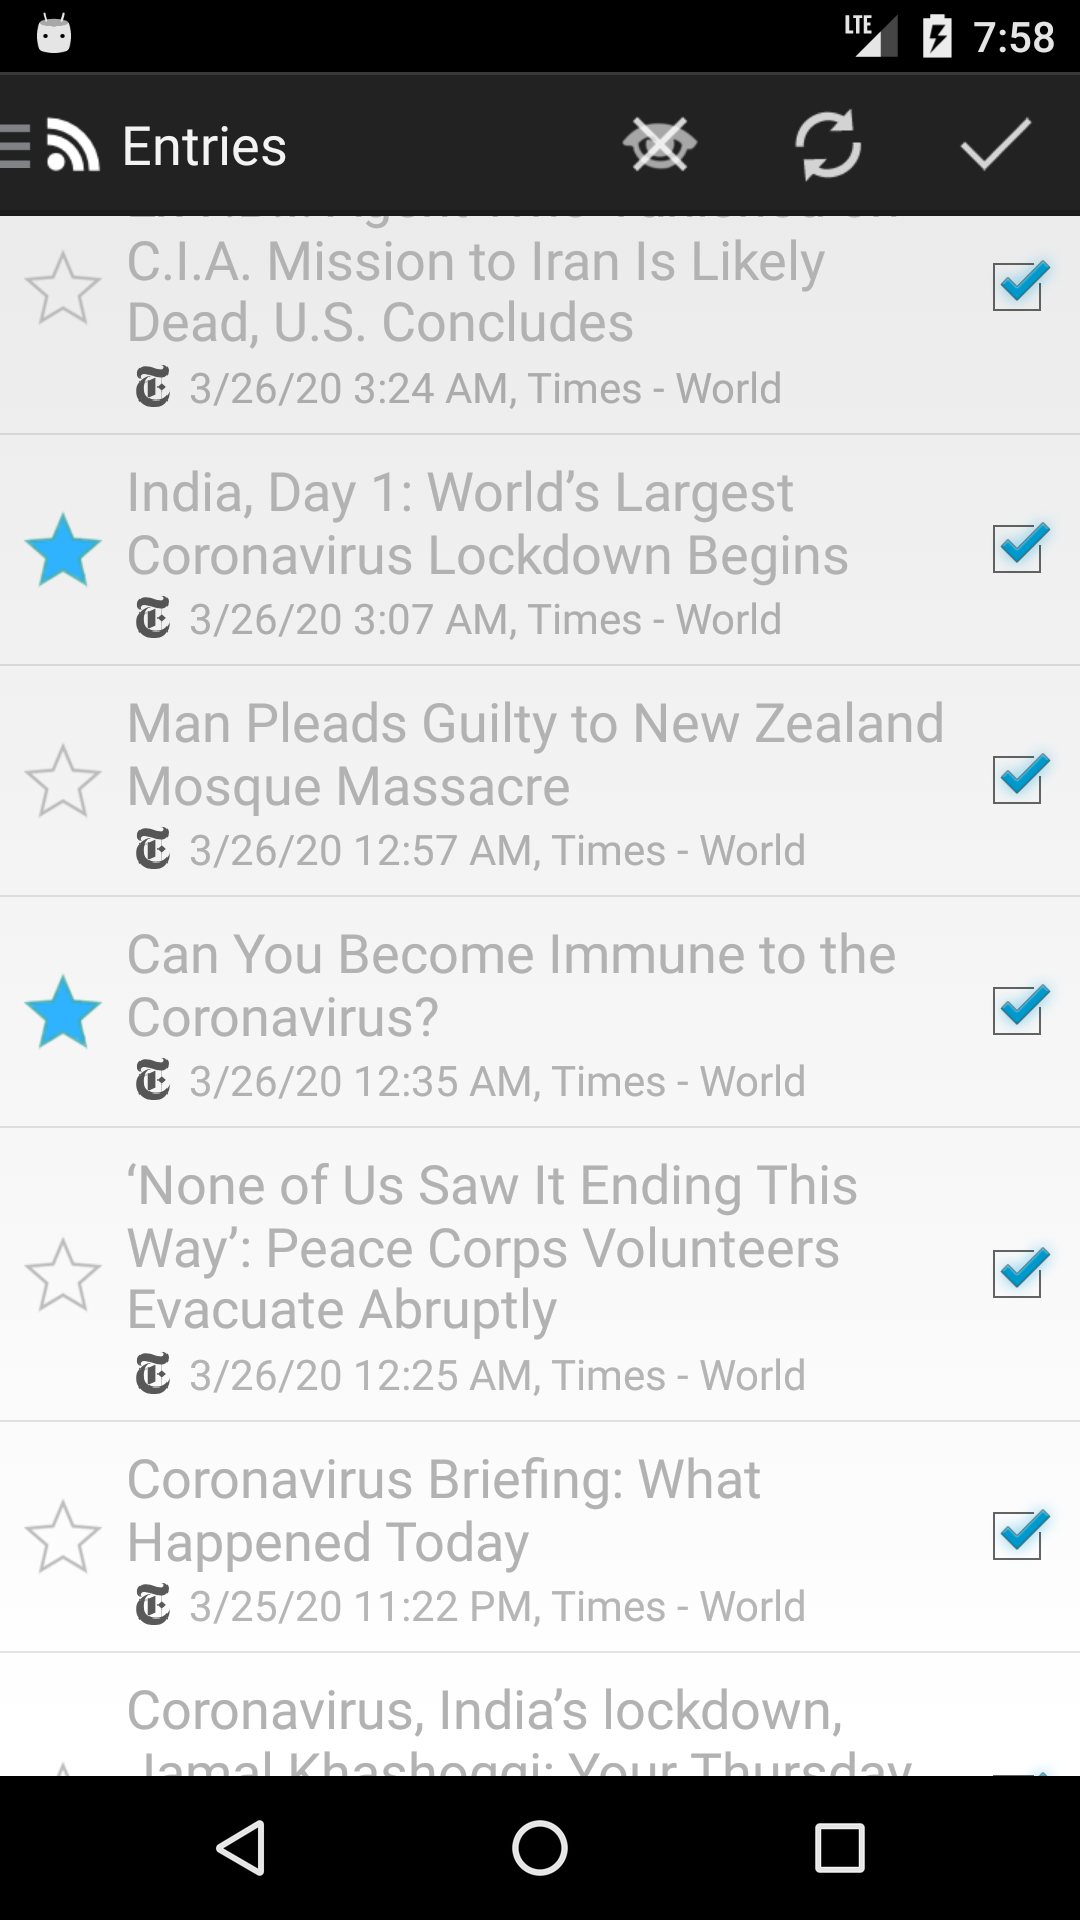 LTE 7:58
Entries
C.I.A. Mission to Iran Is Likely
Dead, U.S. Concludes
3/26/20 3:24 AM, Times - World
India, Day 1: World’s Largest
Coronavirus Lockdown Begins
3/26/20 3:07 AM, Times - World
Man Pleads Guilty to New Zealand
Mosque Massacre
3/26/20 12:57 AM, Times - World
Can You Become Immune to the
Coronavirus?
3/26/20 12:35 AM, Times - World
‘None of Us Saw It Ending This
Way’: Peace Corps Volunteers
Evacuate Abruptly
3/26/20 12:25 AM, Times - World
Coronavirus Briefing: What
Happened Today
3/25/20 11:22 PM, Times - World
Coronavirus, India’s lockdown,
Jamal Khashoggi: Your Thursday